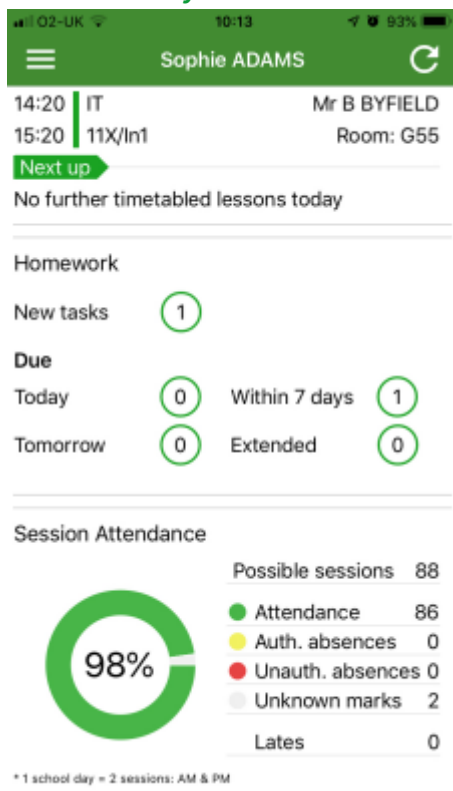 O2-UK 10:13 93%
Sophie ADAMS
14:20 IT Mr B BYFIELD
15:20 11X/In1 Room: G55
Next up
No further timetabled lessons today
Homework
New tasks 1
Due
Today 0 Within 7 days 1
Tomorrow 0 Extended 0
Session Attendance
Possible sessions 88
Attendance 86
Auth. absences 0
98%
Unauth. absences 0
Unknown marks 2
Lates 0
* 1 school day = 2 sessions: AM & PM